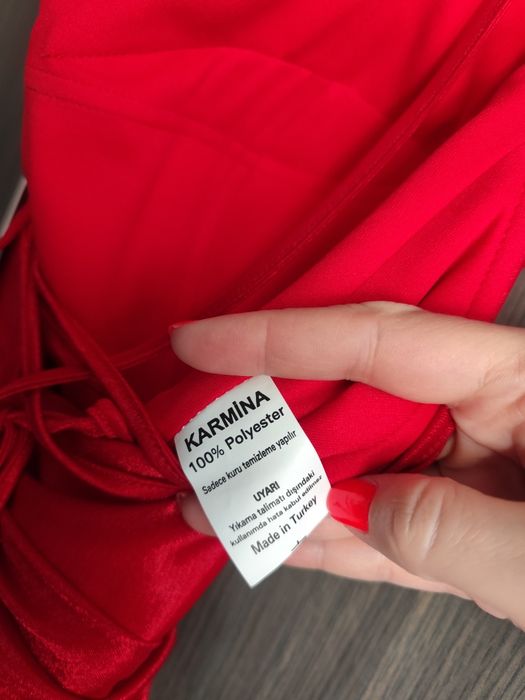 KARMİNA
100% Polyester
Sadece kuru temizleme yapılır
UYARI
Yıkama talimatı dışındaki
kullanımda hata kabul edilmez
Made in Turkey